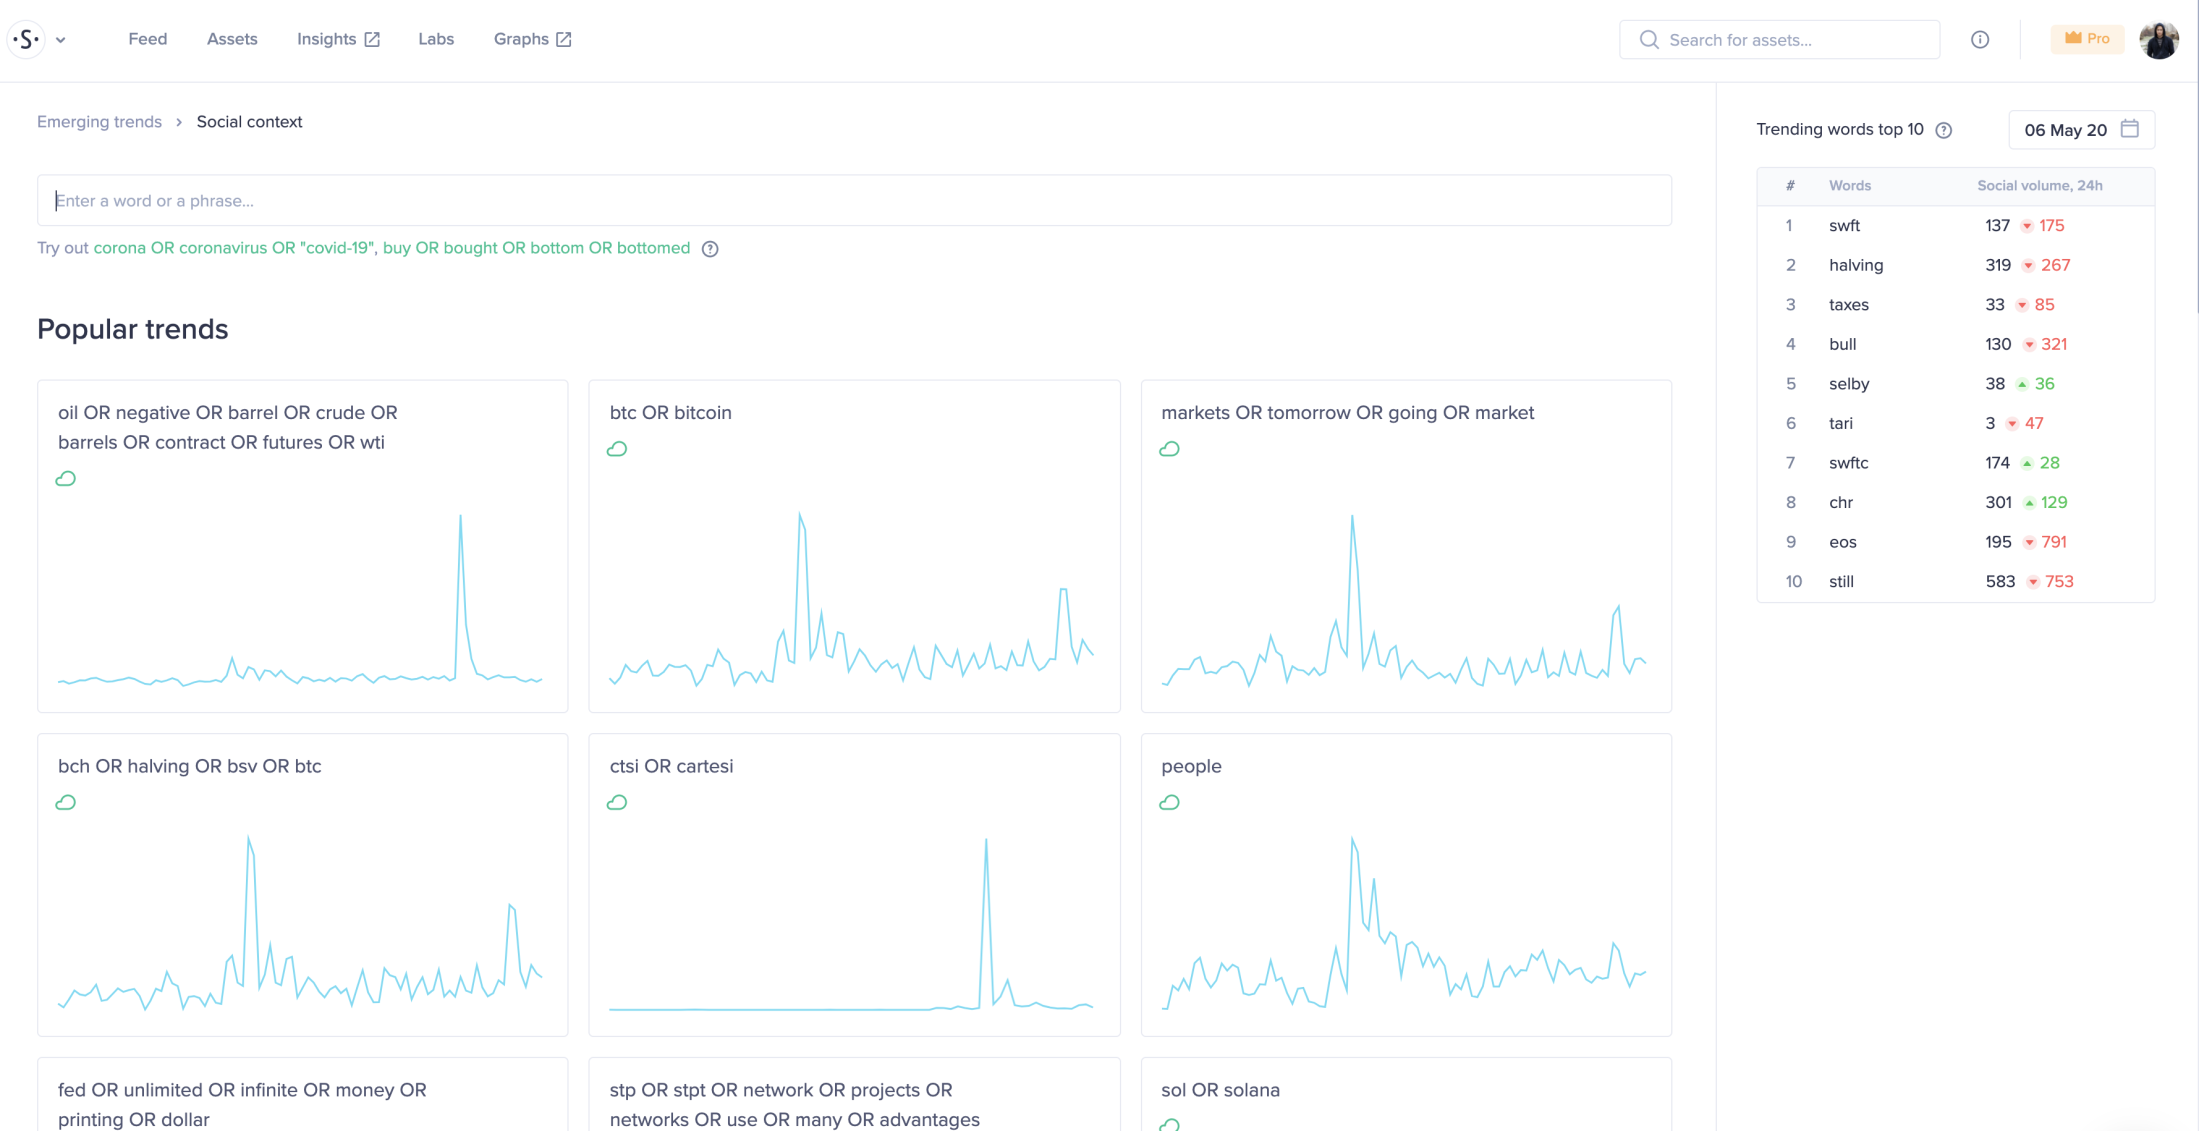 ·S·
Feed Assets Insights Labs Graphs
Search for assets...
Pro
Emerging trends > Social context
Enter a word or a phrase...
Try out corona OR coronavirus OR "covid-19", buy OR bought OR bottom OR bottomed
Popular trends
oil OR negative OR barrel OR crude OR
barrels OR contract OR futures OR wti
btc OR bitcoin
markets OR tomorrow OR going OR market
bch OR halving OR bsv OR btc
ctsi OR cartesi
people
fed OR unlimited OR infinite OR money OR
printing OR dollar
stp OR stpt OR network OR projects OR
networks OR use OR many OR advantages
sol OR solana
Trending words top 10
06 May 20
# Words Social volume, 24h
1 swft 137 175
2 halving 319 267
3 taxes 33 85
4 bull 130 321
5 selby 38 36
6 tari 3 47
7 swftc 174 28
8 chr 301 129
9 eos 195 791
10 still 583 753